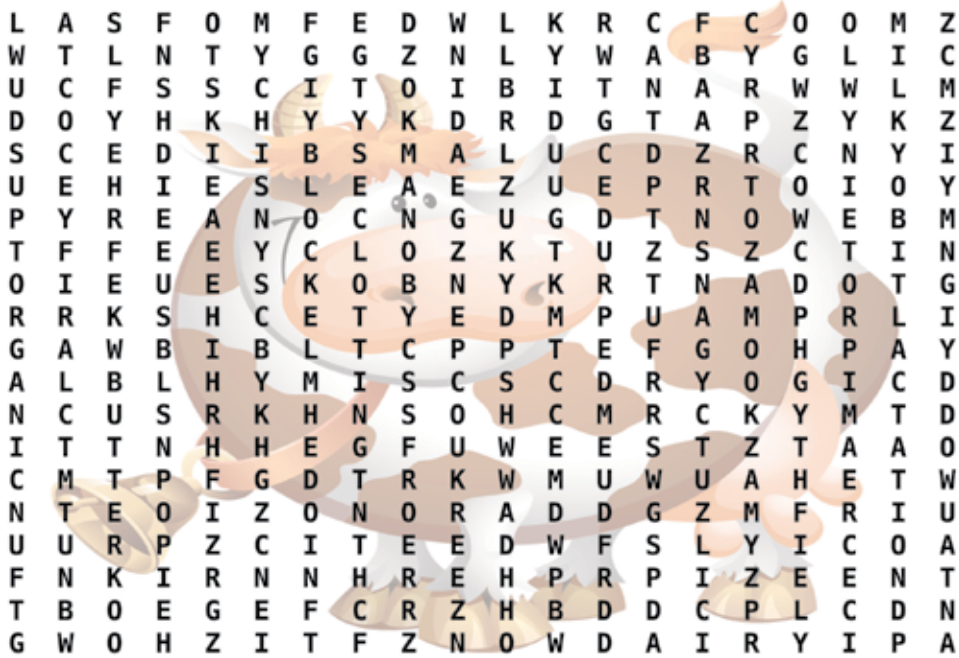 L A S F O M F E D W L K R C F C O O M Z
W T L N T Y G G Z N L Y W A B Y G L I C
U C F S S C I T O I B I T N A R W W L M
D O Y H K H Y Y K D R D G T A P Z Y K Z
S C E D I I B S M A L U C D Z R C N Y I
U E H I E S L E A E Z U E P R T O I O Y
P Y R E A N O C N G U G D T N O W E B M
T F F E E Y C L O Z K T U Z S Z C T I N
O I E U E S K O B N Y K R T N A D O T G
R R K S H C E T Y E D M P U A M P R L I
G A W B I B L T C P P T E F G O H P A Y
A L B L H Y M I S C S C D R Y O G I C D
N C U S R K H N S O H C M R C K Y M T D
I T T N H H E G F U W E E S T Z T A A O
C M T P F G D T R K W M U W U A H E T W
N T E O I Z O N O R A D D G Z M F R I U
U U R P Z C I T E E D W F S L Y I C O A
F N K I R N N H R E H P R P I Z E E N T
T B O E G E F C R Z H B D D C P L C D N
G W O H Z I T F Z N O W D A I R Y I P A